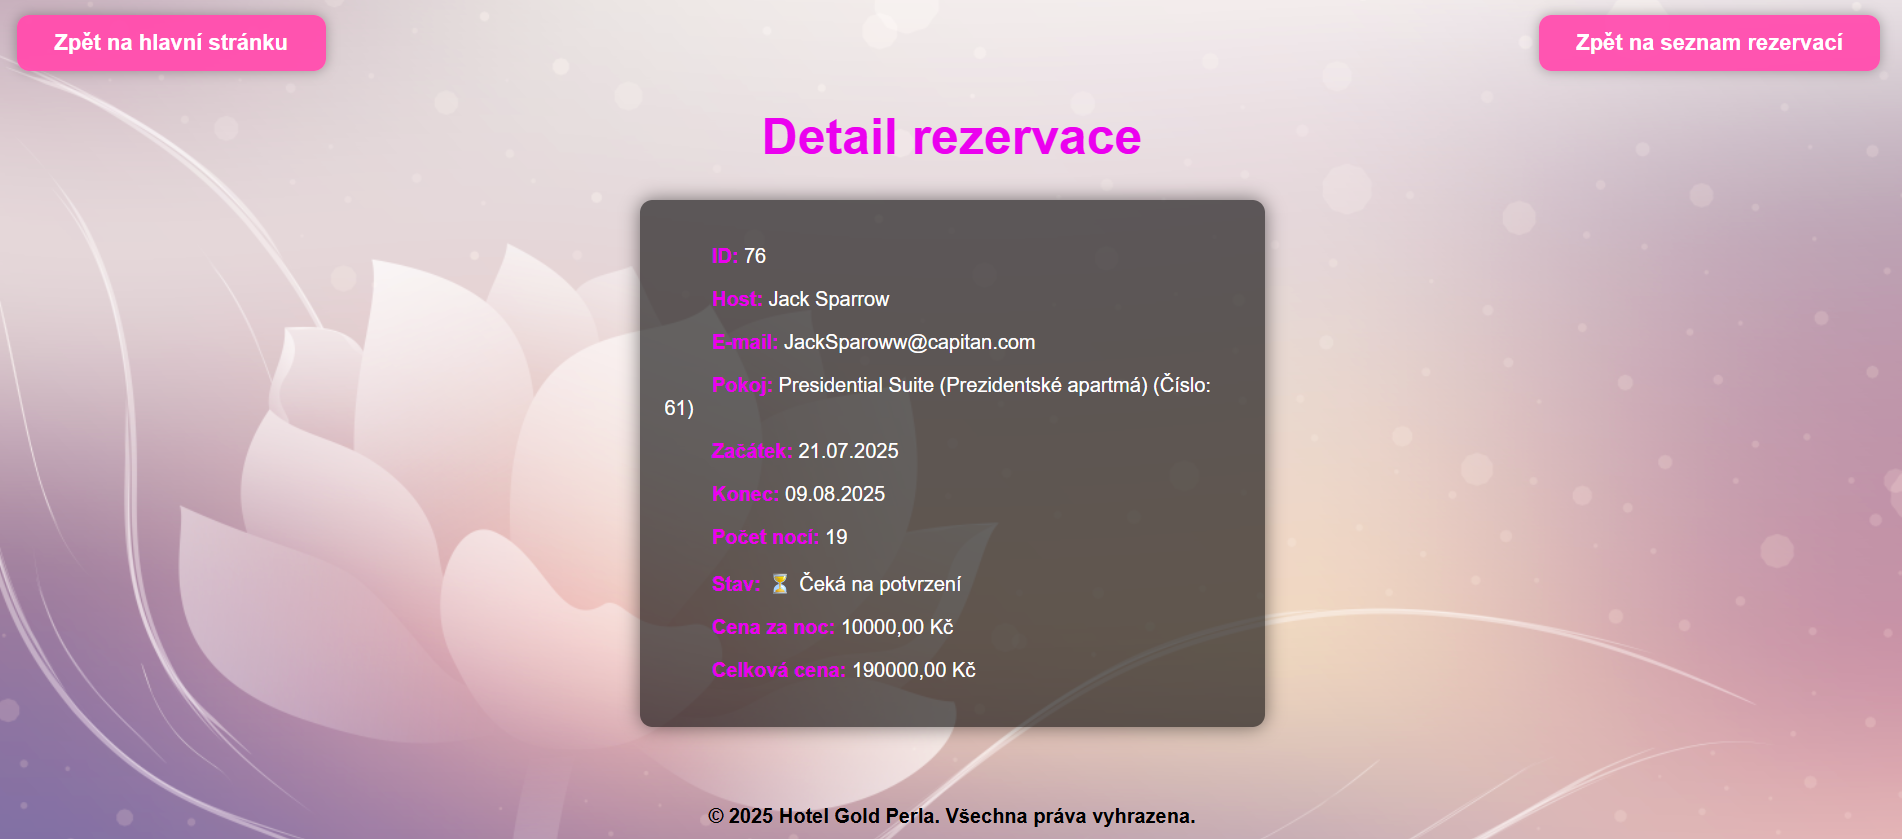 Zpět na hlavní stránku
Zpět na seznam rezervací
Detail rezervace
ID: 76
Host: Jack Sparrow
E-mail: JackSparoww@capitan.com
Pokoj: Presidential Suite (Prezidentské apartmá) (Číslo:
61)
Začátek: 21.07.2025
Konec: 09.08.2025
Počet nocí: 19
Stav: ⏳ Čeká na potvrzení
Cena za noc: 10000,00 Kč
Celková cena: 190000,00 Kč
© 2025 Hotel Gold Perla. Všechna práva vyhrazena.